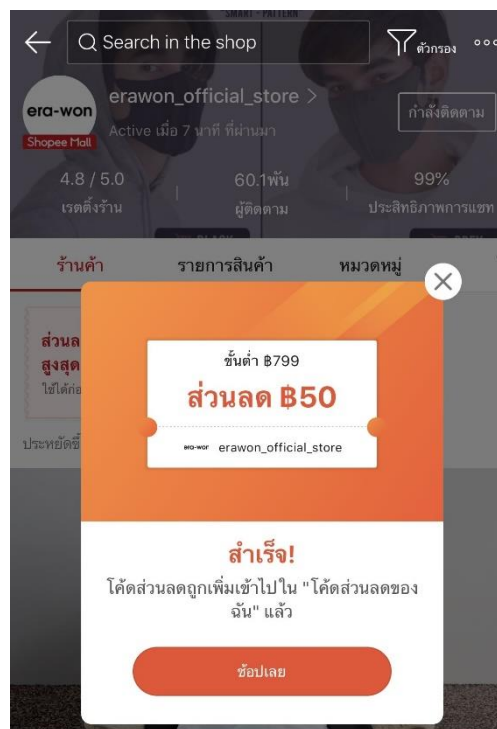 SMART - PATTERN
Search in the shop
ตัวกรอง
era-won
erawon_official_store >
Shopee Mall
Active เมื่อ 7 นาที ที่ผ่านมา
กำลังติดตาม
4.8 / 5.0
60.1พัน
99%
เรตติ้งร้าน
ผู้ติดตาม
ประสิทธิภาพการแชท
ร้านค้า
รายการสินค้า
หมวดหมู่
ส่วนล
สูงสุด
ใช้ได้ก่อ
ประหยัดขึ้
ขั้นต่ำ ฿799
ส่วนลด ฿50
era-won erawon_official_store
สำเร็จ!
โค้ดส่วนลดถูกเพิ่มเข้าไปใน "โค้ดส่วนลดของ
ฉัน" แล้ว
ช้อปเลย